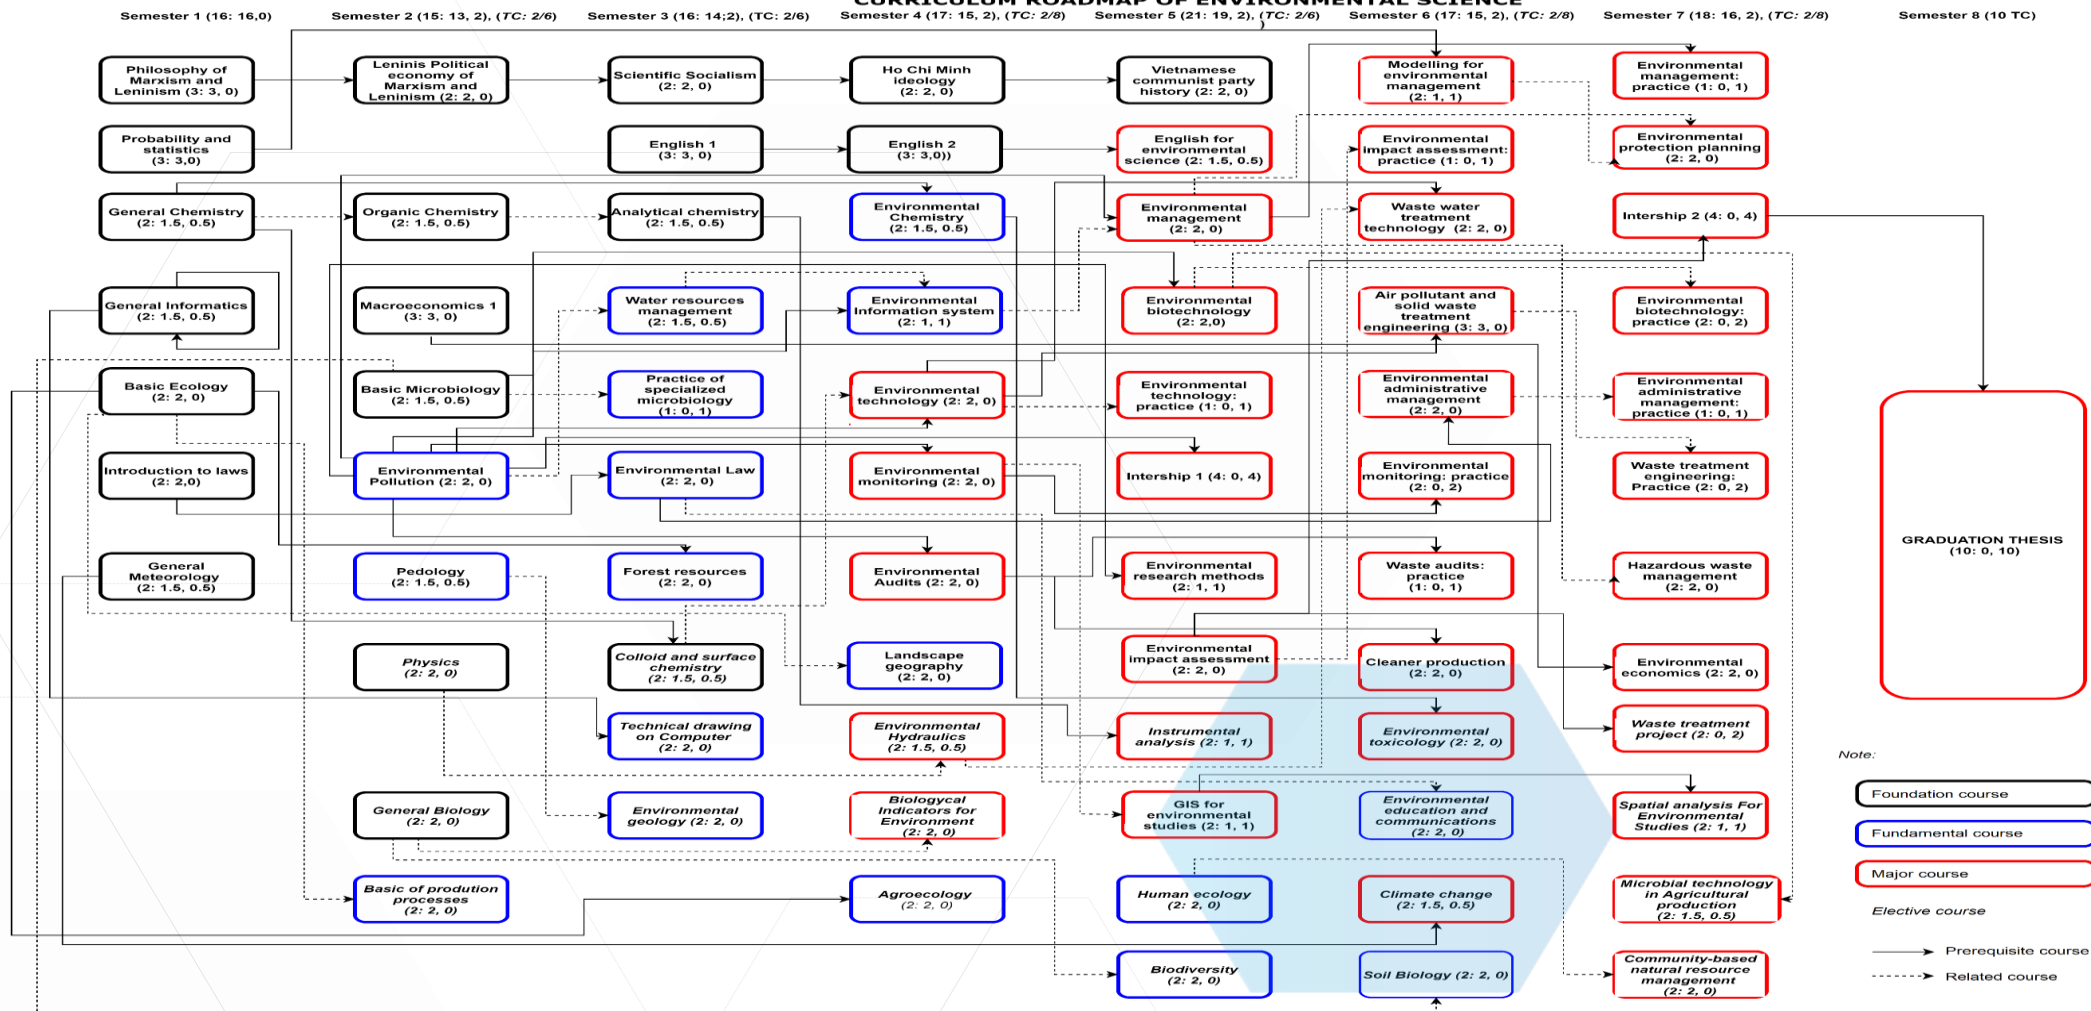 CURRICULUM ROADMAP OF ENVIRONMENTAL SCIENCE
)
Semester 1 (16: 16,0)
Semester 2 (15: 13, 2), (TC: 2/6)
Semester 3 (16: 14;2), (TC: 2/6)
Semester 4 (17: 15, 2), (TC: 2/8)
Semester 5 (21: 19, 2), (TC: 2/6)
Semester 6 (17: 15, 2), (TC: 2/8)
Semester 7 (18: 16, 2), (TC: 2/8)
Semester 8 (10 TC)
Philosophy of
Marxism and
Leninism (3: 3, 0)
Leninis Political
economy of
Marxism and
Leninism (2: 2, 0)
Scientific Socialism
(2: 2, 0)
Ho Chi Minh
ideology
(2: 2, 0)
Vietnamese
communist party
history (2: 2, 0)
Modelling for
environmental
management
(2: 1, 1)
Environmental
management:
practice (1: 0, 1)
Probability and
statistics
(3: 3,0)
English 1
(3: 3, 0)
English 2
(3: 3,0))
English for
environmental
science (2: 1.5, 0.5)
Environmental
impact assessment:
practice (1: 0, 1)
Environmental
protection planning
(2: 2, 0)
General Chemistry
(2: 1.5, 0.5)
Organic Chemistry
(2: 1.5, 0.5)
Analytical chemistry
(2: 1.5, 0.5)
Environmental
Chemistry
(2: 1.5, 0.5)
Environmental
management
(2: 2, 0)
Waste water
treatment
technology (2: 2, 0)
Intership 2 (4: 0, 4)
General Informatics
(2: 1.5, 0.5)
Macroeconomics 1
(3: 3, 0)
Water resources
management
(2: 1.5, 0.5)
Environmental
Information system
(2: 1, 1)
Environmental
biotechnology
(2: 2,0)
Air pollutant and
solid waste
treatment
engineering (3: 3, 0)
Environmental
biotechnology:
practice (2: 0, 2)
Basic Ecology
(2: 2, 0)
Basic Microbiology
(2: 1.5, 0.5)
Practice of
specialized
microbiology
(1: 0, 1)
Environmental
technology (2: 2, 0)
Environmental
technology:
practice (1: 0, 1)
Environmental
administrative
management
(2: 2, 0)
Environmental
administrative
management:
practice (1: 0, 1)
Introduction to laws
(2: 2,0)
Environmental
Pollution (2: 2, 0)
Environmental Law
(2: 2, 0)
Environmental
monitoring (2: 2, 0)
Intership 1 (4: 0, 4)
Environmental
monitoring: practice
(2: 0, 2)
Waste treatment
engineering:
Practice (2: 0, 2)
GRADUATION THESIS
(10: 0, 10)
General
Meteorology
(2: 1.5, 0.5)
Pedology
(2: 1.5, 0.5)
Forest resources
(2: 2, 0)
Environmental
Audits (2: 2, 0)
Environmental
research methods
(2: 1, 1)
Waste audits:
practice
(1: 0, 1)
Hazardous waste
management
(2: 2, 0)
Physics
(2: 2, 0)
Colloid and surface
chemistry
(2: 1.5, 0.5)
Landscape
geography
(2: 2, 0)
Environmental
impact assessment
(2: 2, 0)
Cleaner production
(2: 2, 0)
Environmental
economics (2: 2, 0)
Technical drawing
on Computer
(2: 2, 0)
Environmental
Hydraulics
(2: 1.5, 0.5)
Instrumental
analysis (2: 1, 1)
Environmental
toxicology (2: 2, 0)
Waste treatment
project (2: 0, 2)
General Biology
(2: 2, 0)
Environmental
geology (2: 2, 0)
Biologycal
Indicators for
Environment
(2: 2, 0)
GIS for
environmental
studies (2: 1, 1)
Environmental
education and
communications
(2: 2, 0)
Spatial analysis For
Environmental
Studies (2: 1, 1)
Basic of prodution
processes
(2: 2, 0)
Agroecology
(2: 2, 0)
Human ecology
(2: 2, 0)
Climate change
(2: 1.5, 0.5)
Microbial technology
in Agricultural
production
(2: 1.5, 0.5)
Biodiversity
(2: 2, 0)
Soil Biology (2: 2, 0)
Community-based
natural resource
management
(2: 2, 0)
Note:
Foundation course
Fundamental course
Major course
Elective course
Prerequisite course
Related course